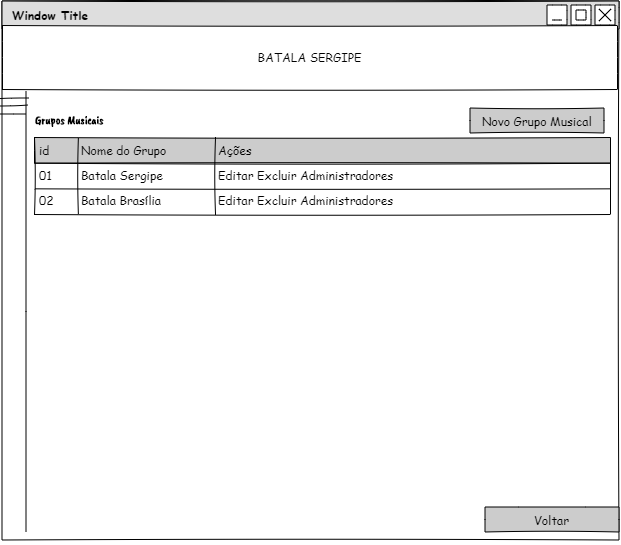 Window Title
BATALA SERGIPE
Grupos Musicais
Novo Grupo Musical
id Nome do Grupo Ações
01 Batala Sergipe Editar Excluir Administradores
02 Batala Brasília Editar Excluir Administradores
Voltar